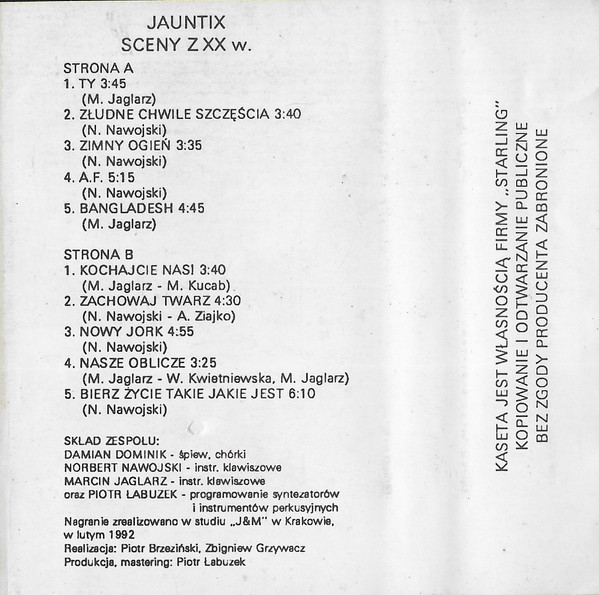 JAUNTIX
SCENY Z XX w.
STRONA A
1. TY 3:45
(M. Jaglarz)
2. ZŁUDNE CHWILE SZCZĘŚCIA 3:40
(N. Nawojski)
3. ZIMNY OGIEŃ 3:35
(N. Nawojski)
4. A.F. 5:15
(N. Nawojski)
5. BANGLADESH 4:45
(M. Jaglarz)
STRONA B
1. KOCHAJCIE NAS! 3:40
(M. Jaglarz - M. Kucab)
2. ZACHOWAJ TWARZ 4:30
(N. Nawojski - A. Ziajko)
3. NOWY JORK 4:55
(N. Nawojski)
4. NASZE OBLICZE 3:25
(M. Jaglarz - W. Kwietniewska, M. Jaglarz)
5. BIERZ ŻYCIE TAKIE JAKIE JEST 6:10
(N. Nawojski)
SKŁAD ZESPOŁU:
DAMIAN DOMINIK - śpiew, chórki
NORBERT NAWOJSKI - instr. klawiszowe
MARCIN JAGLARZ - instr. klawiszowe
oraz PIOTR ŁABUZEK - programowanie syntezatorów
i instrumentów perkusyjnych
Nagranie zrealizowano w studiu „J&M" w Krakowie,
w lutym 1992
Realizacja: Piotr Brzeziński, Zbigniew Grzywacz
Produkcja, mastering: Piotr Łabuzek
KASETA JEST WŁASNOŚCIĄ FIRMY „STARLING"
KOPIOWANIE I ODTWARZANIE PUBLICZNE
BEZ ZGODY PRODUCENTA ZABRONIONE